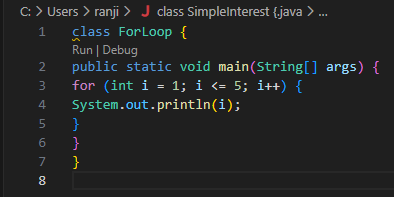 C: > Users > ranji > J class SimpleInterest {.java > ...
1 class ForLoop {
Run | Debug
2 public static void main(String[] args) {
3 for (int i = 1; i <= 5; i++) {
4 System.out.println(i);
5 }
6 }
7 }
8